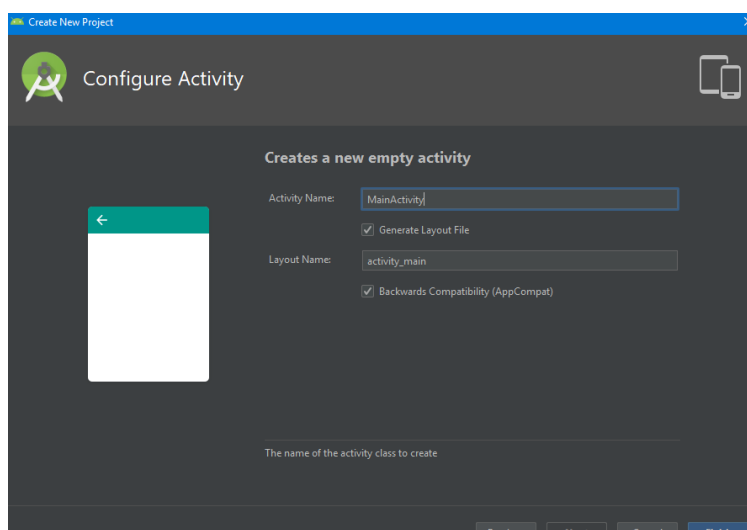 Create New Project
Configure Activity
Creates a new empty activity
Activity Name: MainActivity
Generate Layout File
Layout Name: activity_main
Backwards Compatibility (AppCompat)
The name of the activity class to create